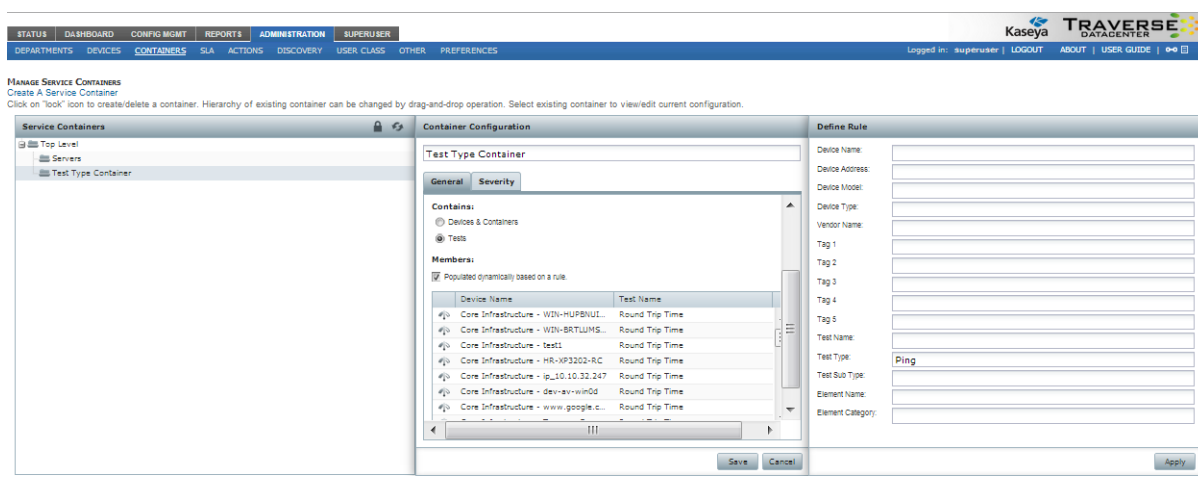 Kaseya
TRAVERSE
DATACENTER
STATUS DASHBOARD CONFIG MGMT REPORTS ADMINISTRATION SUPERUSER
DEPARTMENTS DEVICES CONTAINERS SLA ACTIONS DISCOVERY USER CLASS OTHER PREFERENCES
Logged in: superuser | LOGOUT ABOUT | USER GUIDE |
MANAGE SERVICE CONTAINERS
Create A Service Container
Click on "lock" icon to create/delete a container. Hierarchy of existing container can be changed by drag-and-drop operation. Select existing container to view/edit current configuration.
Service Containers
Top Level
Servers
Test Type Container
Container Configuration
Test Type Container
General Severity
Contains:
Devices & Containers
Tests
Members:
Populated dynamically based on a rule.
Device Name Test Name
Core Infrastructure - WIN-HUPBNUI... Round Trip Time
Core Infrastructure - WIN-BRTLUMS... Round Trip Time
Core Infrastructure - test1 Round Trip Time
Core Infrastructure - HR-XP3202-RC Round Trip Time
Core Infrastructure - ip_10.10.32.247 Round Trip Time
Core Infrastructure - dev-av-win0d Round Trip Time
Core Infrastructure - www.google.c... Round Trip Time
Save Cancel
Define Rule
Device Name:
Device Address:
Device Model:
Device Type:
Vendor Name:
Tag 1
Tag 2
Tag 3
Tag 4
Tag 5
Test Name:
Test Type: Ping
Test Sub Type:
Element Name:
Element Category:
Apply